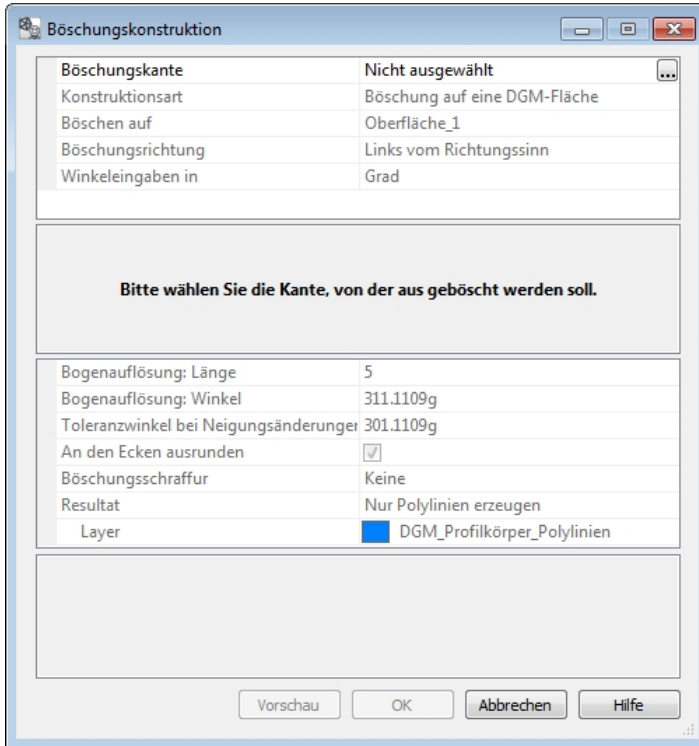 Böschungskonstruktion
Böschungskante Nicht ausgewählt ...
Konstruktionsart Böschung auf eine DGM-Fläche
Böschen auf Oberfläche_1
Böschungsrichtung Links vom Richtungssinn
Winkeleingaben in Grad
Bitte wählen Sie die Kante, von der aus geböscht werden soll.
Bogenauflösung: Länge 5
Bogenauflösung: Winkel 311.1109g
Toleranzwinkel bei Neigungsänderunger 301.1109g
An den Ecken ausrunden
Böschungsschraffur Keine
Resultat Nur Polylinien erzeugen
Layer DGM_Profilkörper_Polylinien
Vorschau OK Abbrechen Hilfe